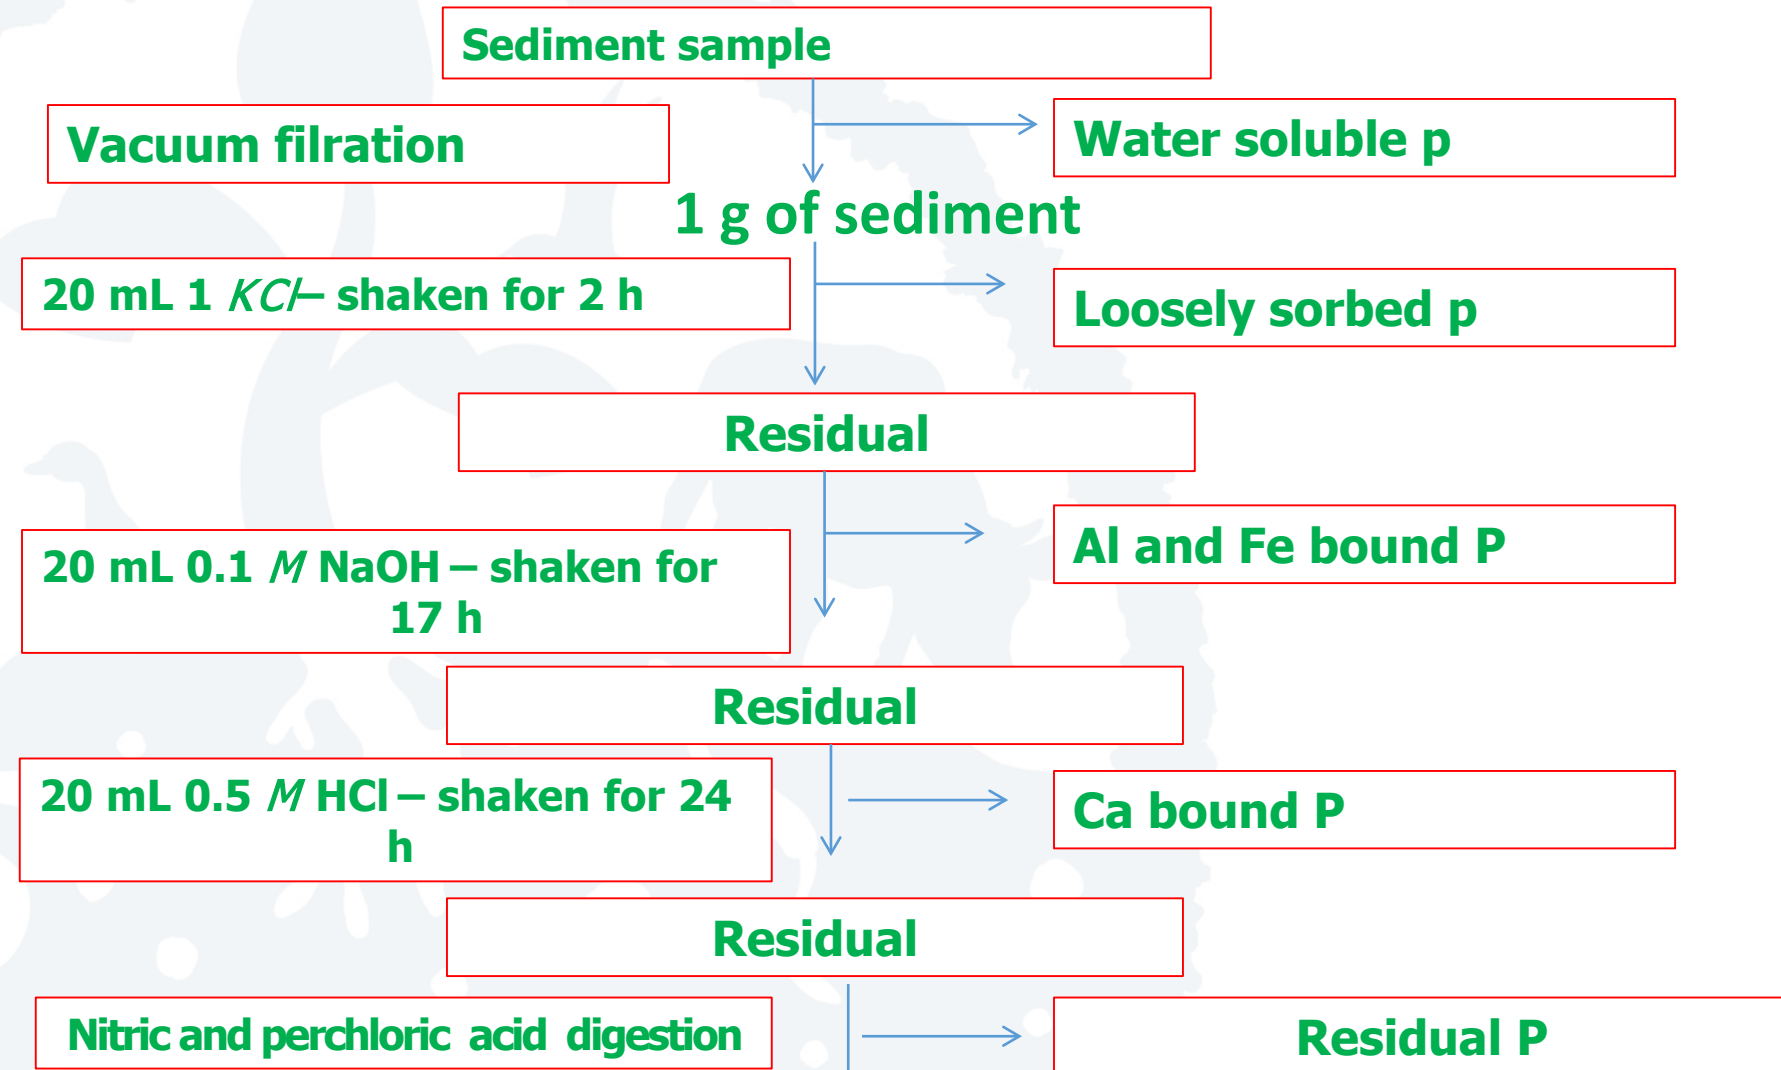 Sediment sample
Vacuum filration
Water soluble p
1 g of sediment
20 mL 1 KCl– shaken for 2 h
Loosely sorbed p
Residual
20 mL 0.1 M NaOH – shaken for
17 h
Al and Fe bound P
Residual
20 mL 0.5 M HCl – shaken for 24
h
Ca bound P
Residual
Nitric and perchloric acid digestion
Residual P